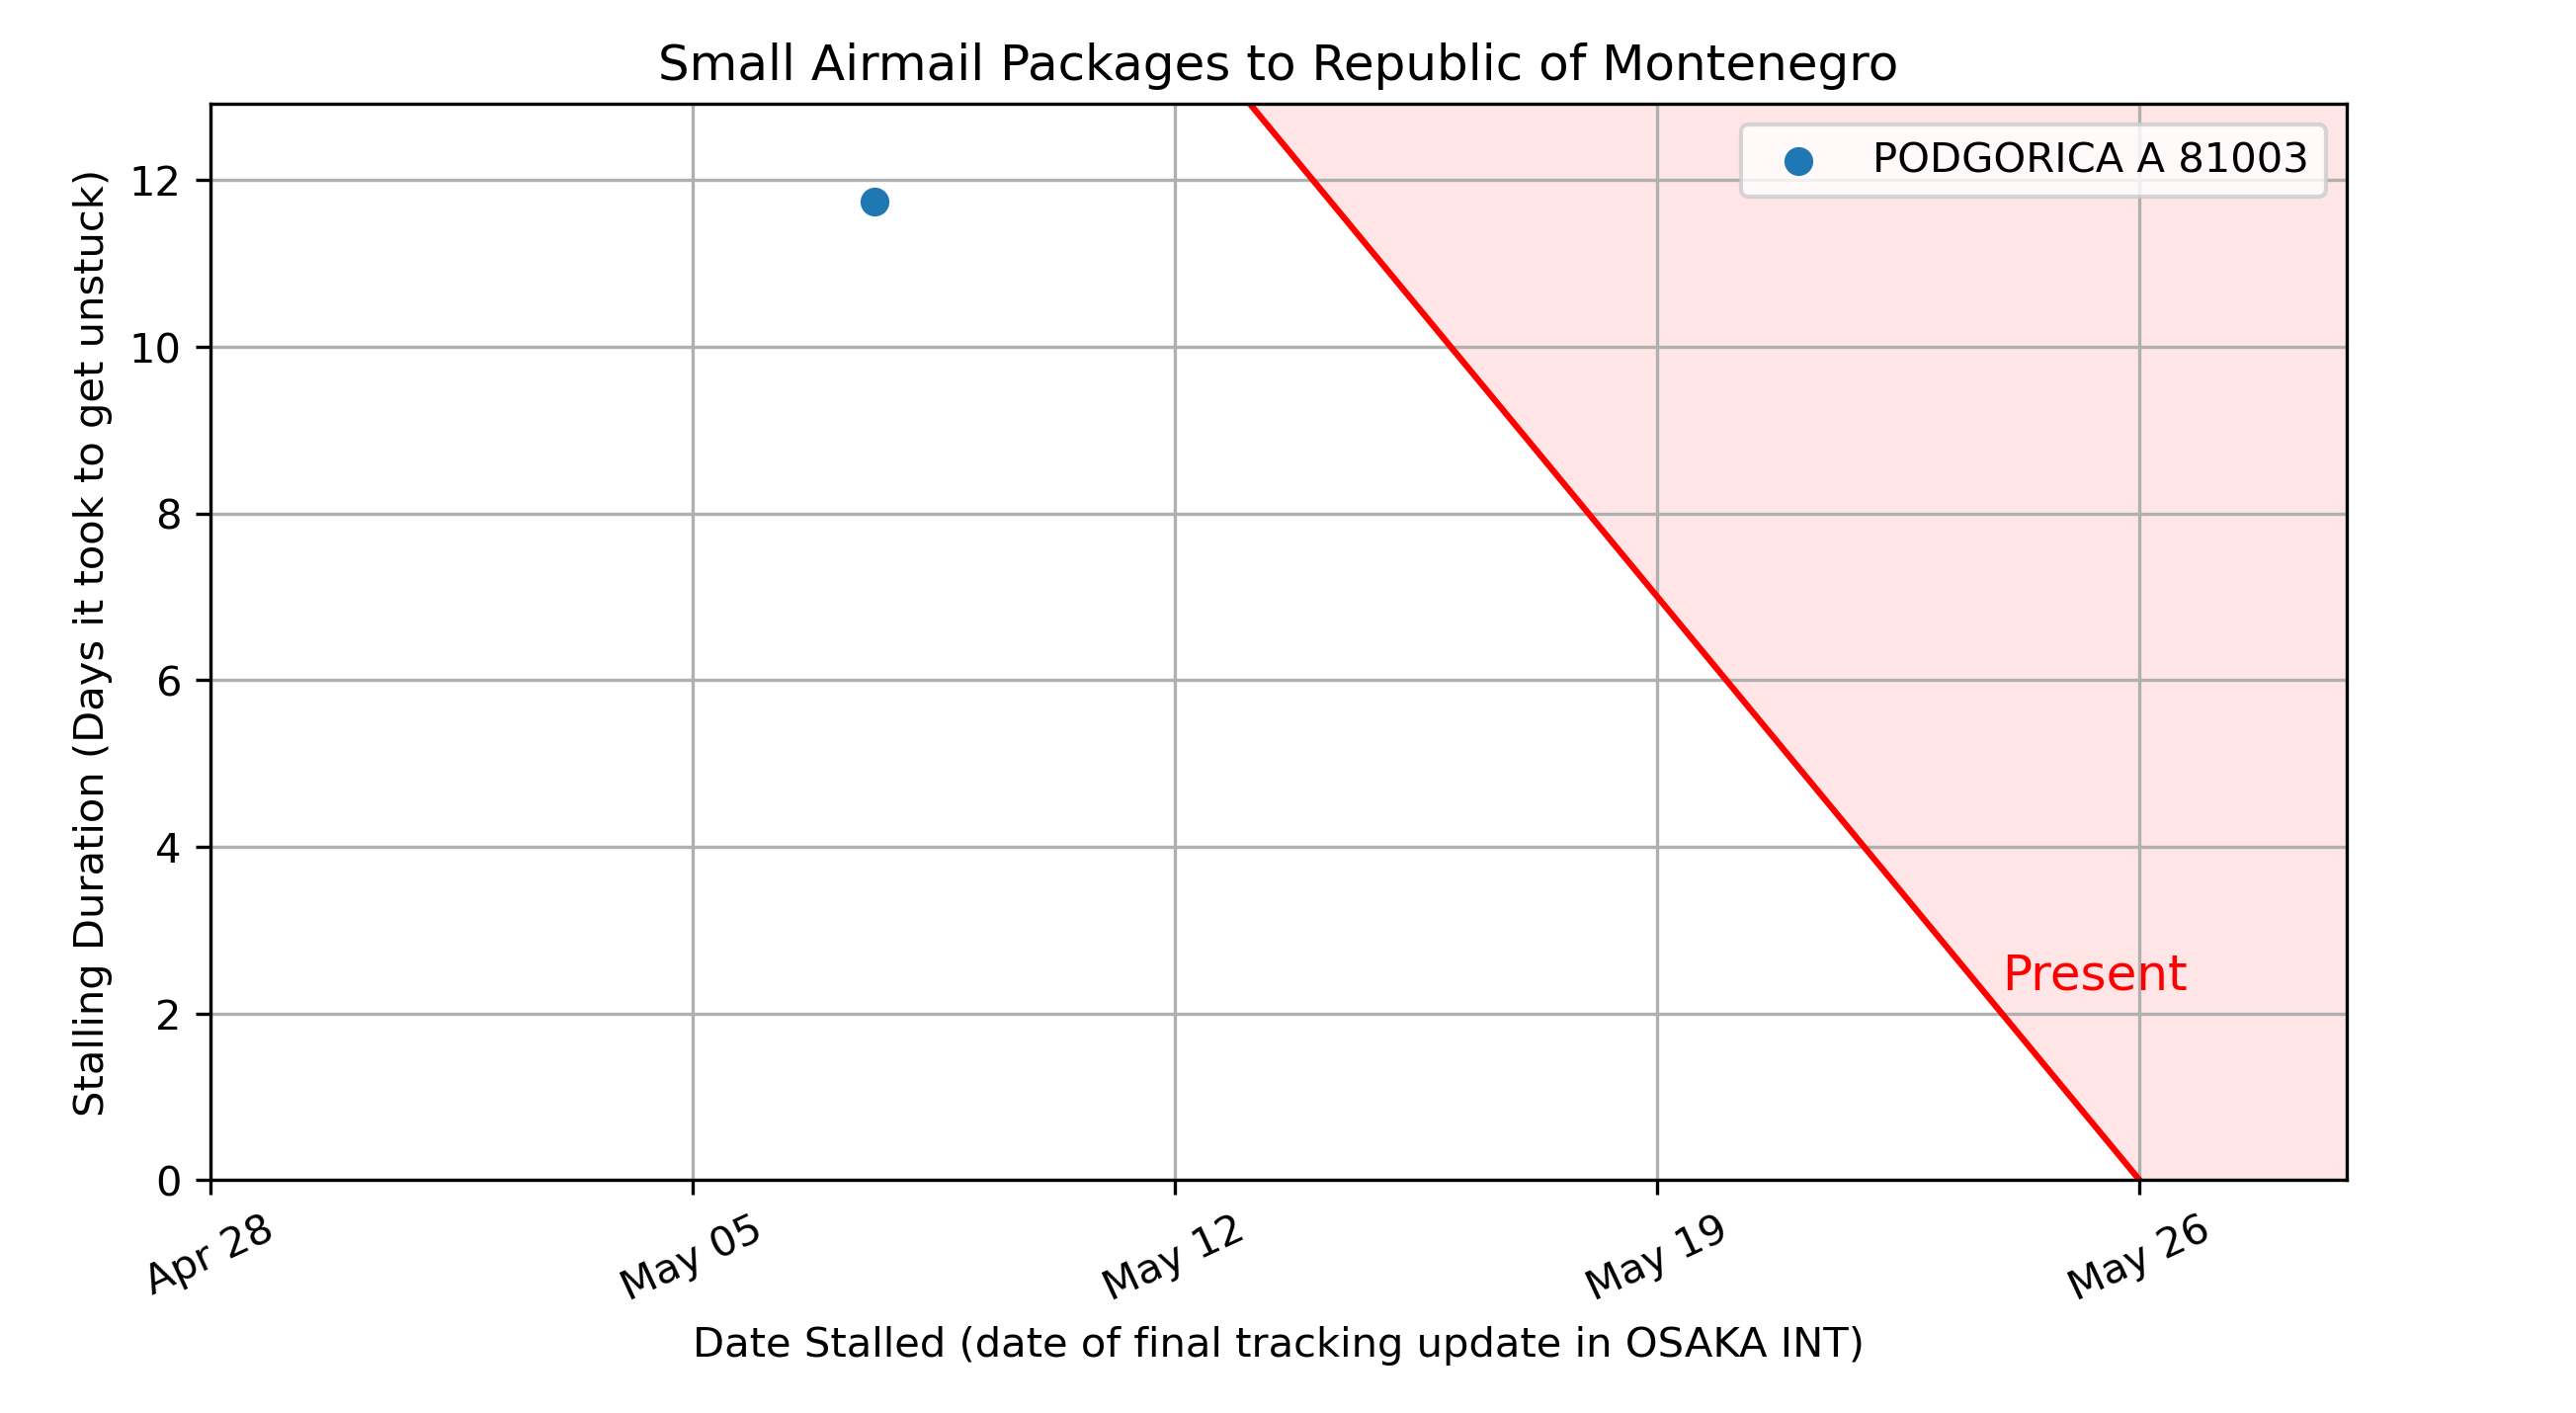 Small Airmail Packages to Republic of Montenegro
PODGORICA A 81003
Stalling Duration (Days it took to get unstuck)
12
10
8
6
4
2
0
Present
Apr 28
May 05
May 12
May 19
May 26
Date Stalled (date of final tracking update in OSAKA INT)